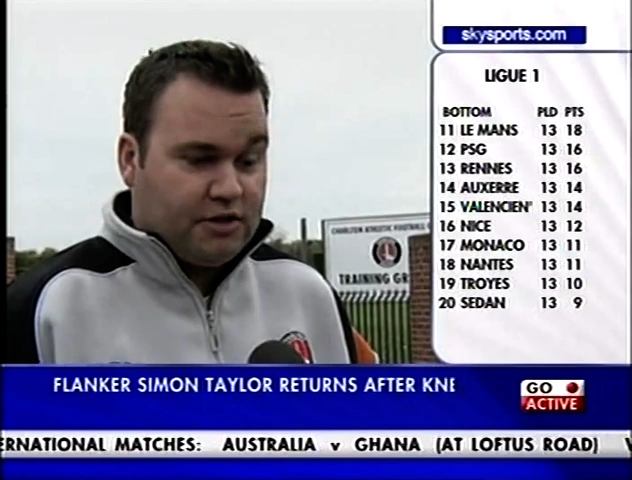 skysports.com
LIGUE 1
BOTTOM PLD PTS
11 LE MANS 13 18
12 PSG 13 16
13 RENNES 13 16
14 AUXERRE 13 14
15 VALENCIEN' 13 14
16 NICE 13 12
17 MONACO 13 11
18 NANTES 13 11
19 TROYES 13 10
20 SEDAN 13 9
CHARLTON ATHLETIC FOOTBALL
TRAINING GR
FLANKER SIMON TAYLOR RETURNS AFTER KNE
GO
ACTIVE
ERNATIONAL MATCHES: AUSTRALIA v GHANA (AT LOFTUS ROAD)